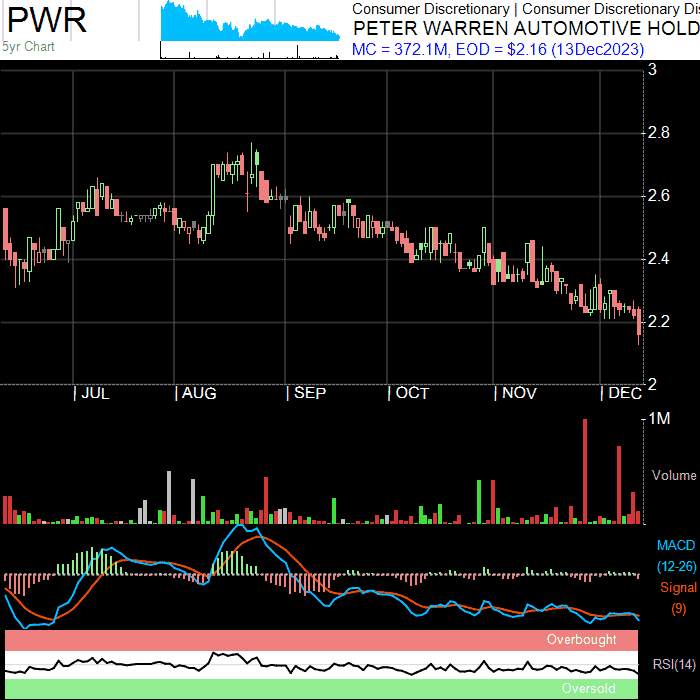 PWR
5yr Chart
Consumer Discretionary | Consumer Discretionary Dis
PETER WARREN AUTOMOTIVE HOLD
MC = 372.1M, EOD = $2.16 (13Dec2023)
3
2.8
2.6
2.4
2.2
2
| JUL | AUG | SEP | OCT | NOV | DEC
1M
Volume
MACD
(12-26)
Signal
(9)
Overbought
RSI(14)
Oversold